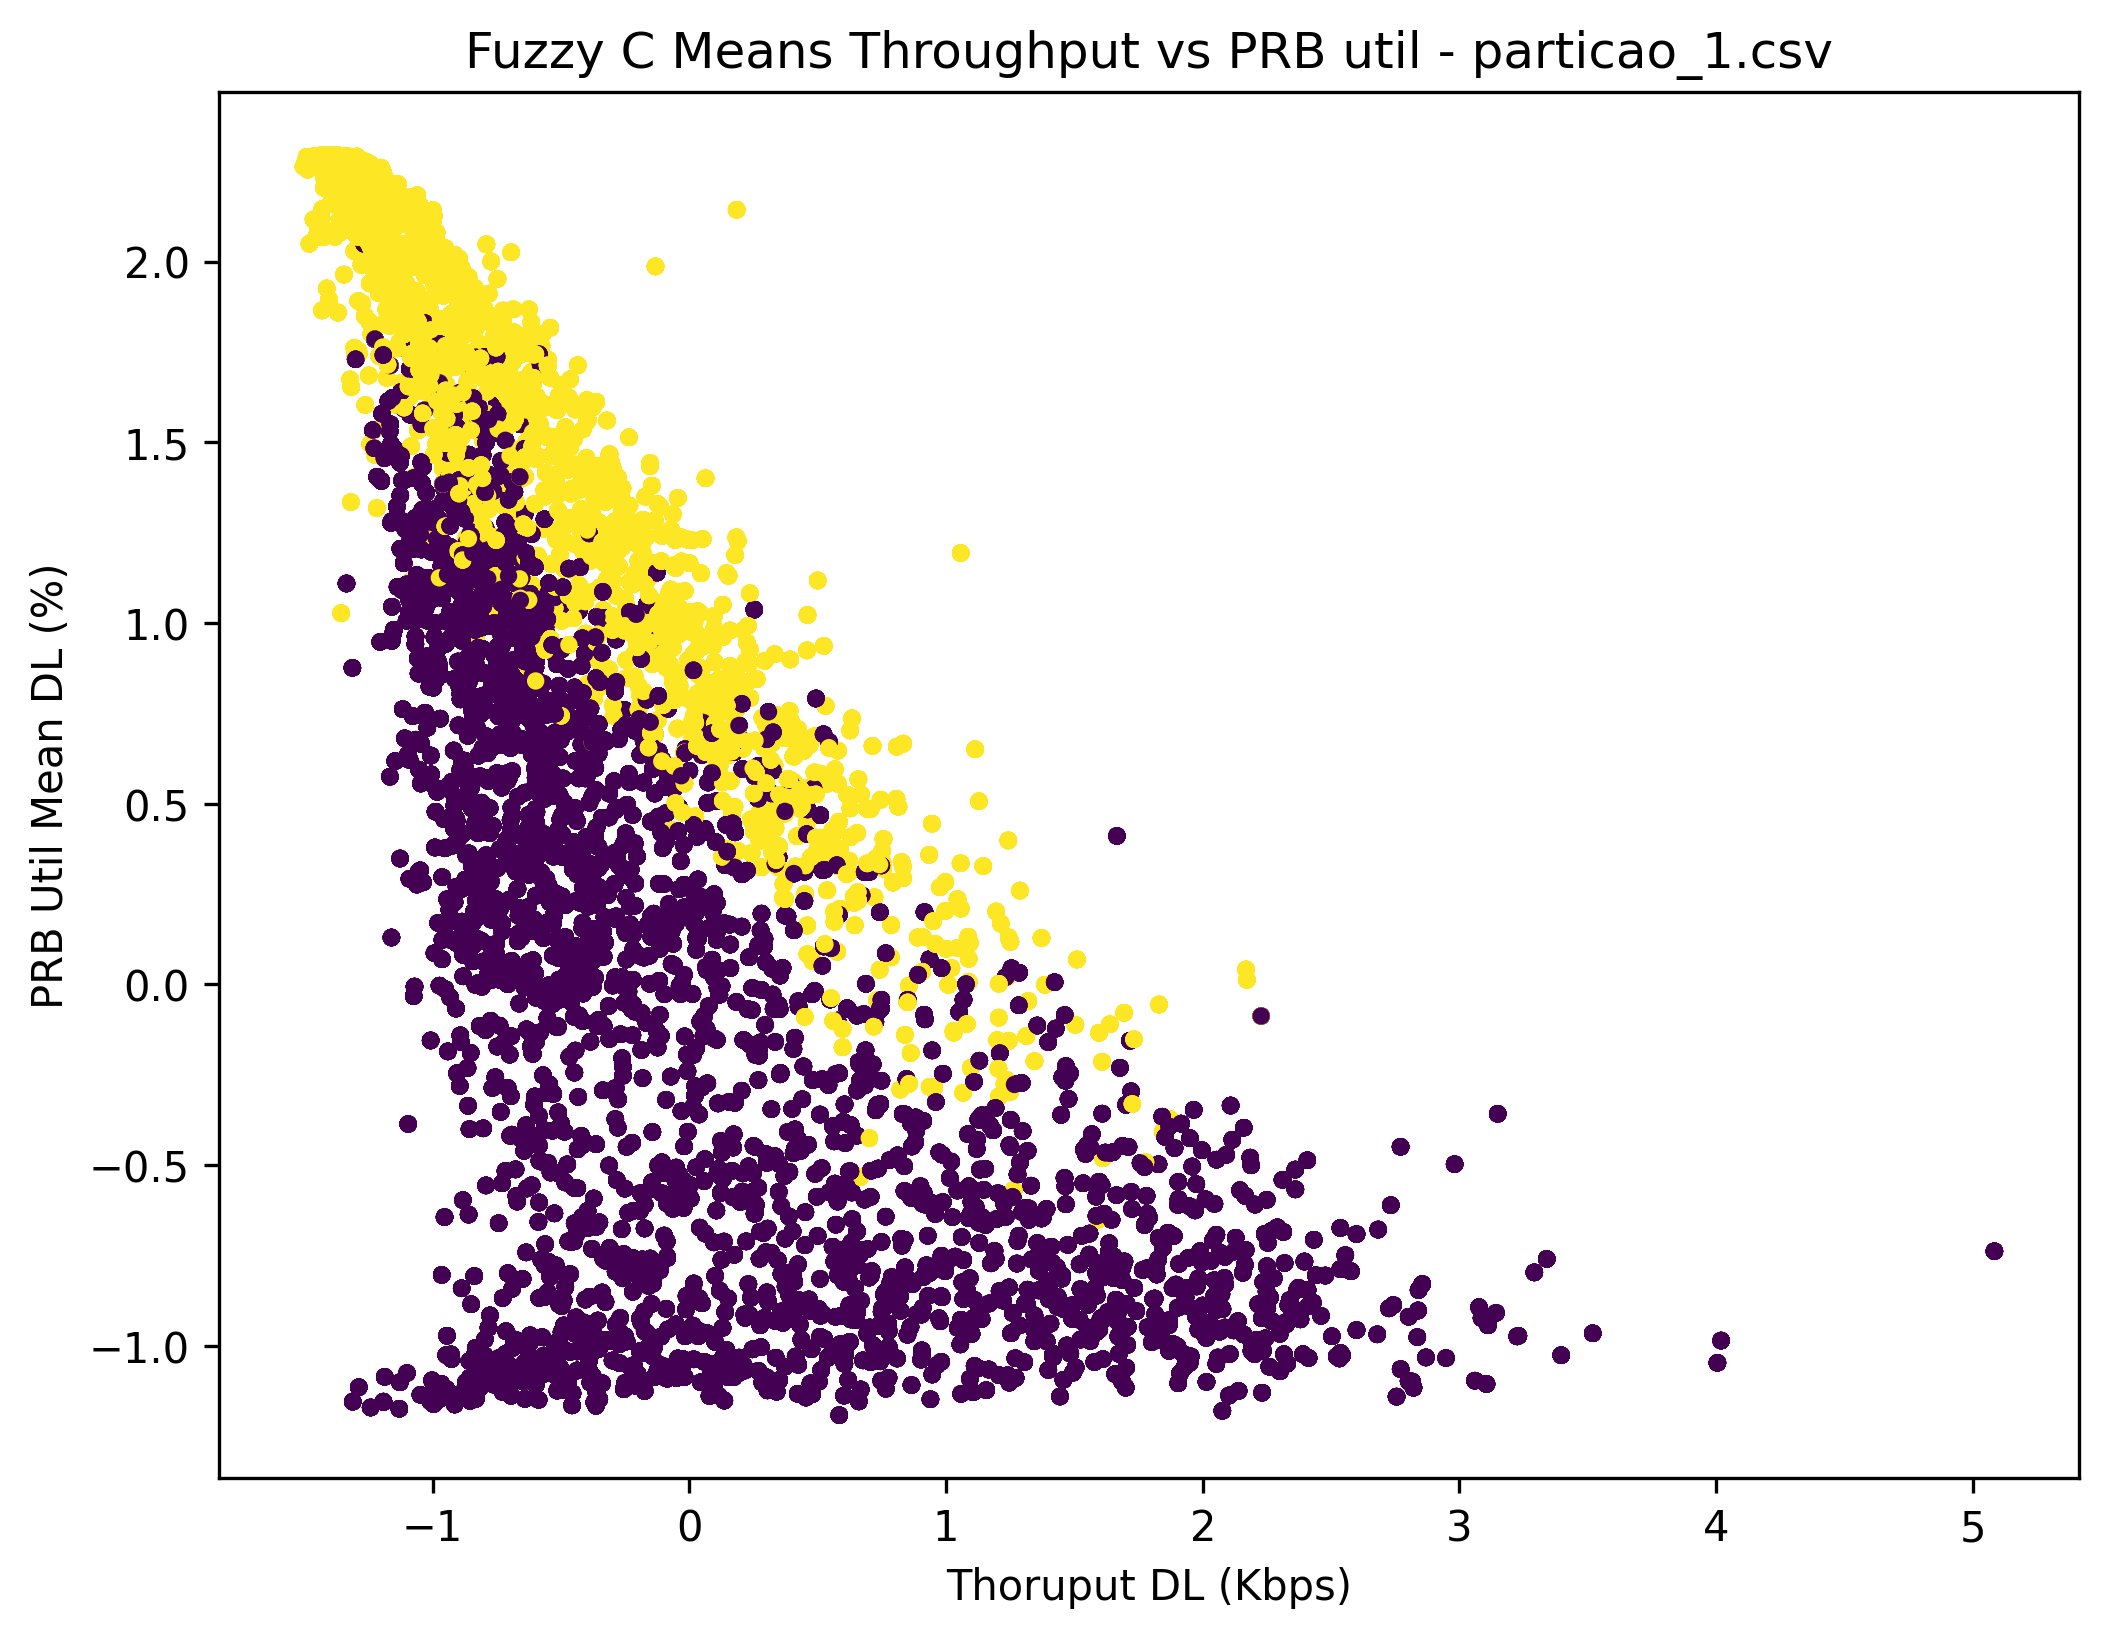 Fuzzy C Means Throughput vs PRB util - particao_1.csv
PRB Util Mean DL (%)
2.0
1.5
1.0
0.5
0.0
−0.5
−1.0
−1 0 1 2 3 4 5
Thoruput DL (Kbps)